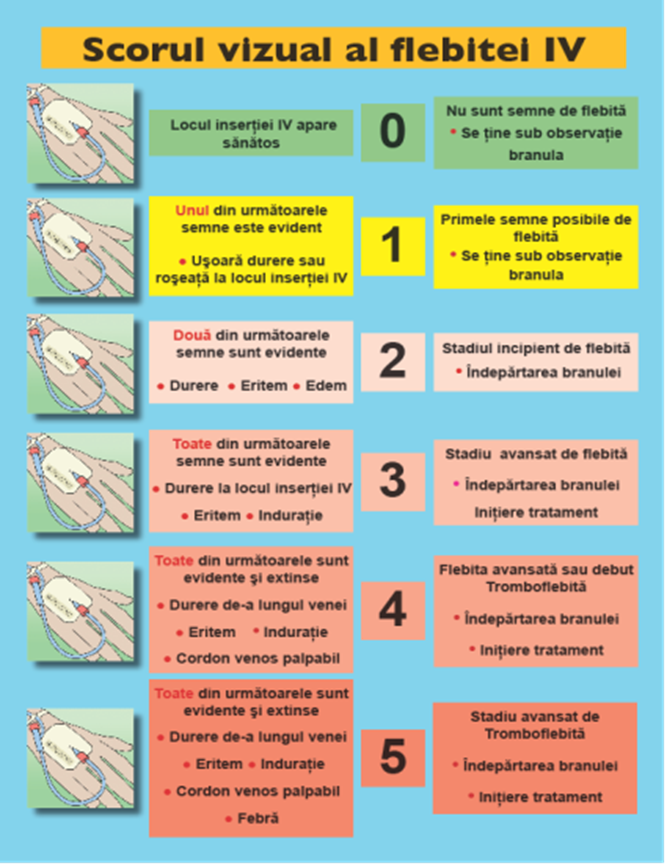 Scorul vizual al flebitei IV
Locul inserției IV apare
sănătos
0
Nu sunt semne de flebită
• Se ține sub observație
branula
Unul din următoarele
semne este evident
• Ușoară durere sau
roșeață la locul inserției IV
1
Primele semne posibile de
flebită
• Se ține sub observație
branula
Două din următoarele
semne sunt evidente
• Durere • Eritem • Edem
2
Stadiul incipient de flebită
• Îndepărtarea branulei
Toate din următoarele
semne sunt evidente
• Durere la locul inserției IV
• Eritem • Indurație
3
Stadiu avansat de flebită
• Îndepărtarea branulei
Inițiere tratament
Toate din următoarele sunt
evidente și extinse
• Durere de-a lungul venei
• Eritem • Indurație
• Cordon venos palpabil
4
Flebita avansată sau debut
Tromboflebită
• Îndepărtarea branulei
• Inițiere tratament
Toate din următoarele sunt
evidente și extinse
• Durere de-a lungul venei
• Eritem • Indurație
• Cordon venos palpabil
• Febră
5
Stadiu avansat de
Tromboflebită
• Îndepărtarea branulei
• Inițiere tratament